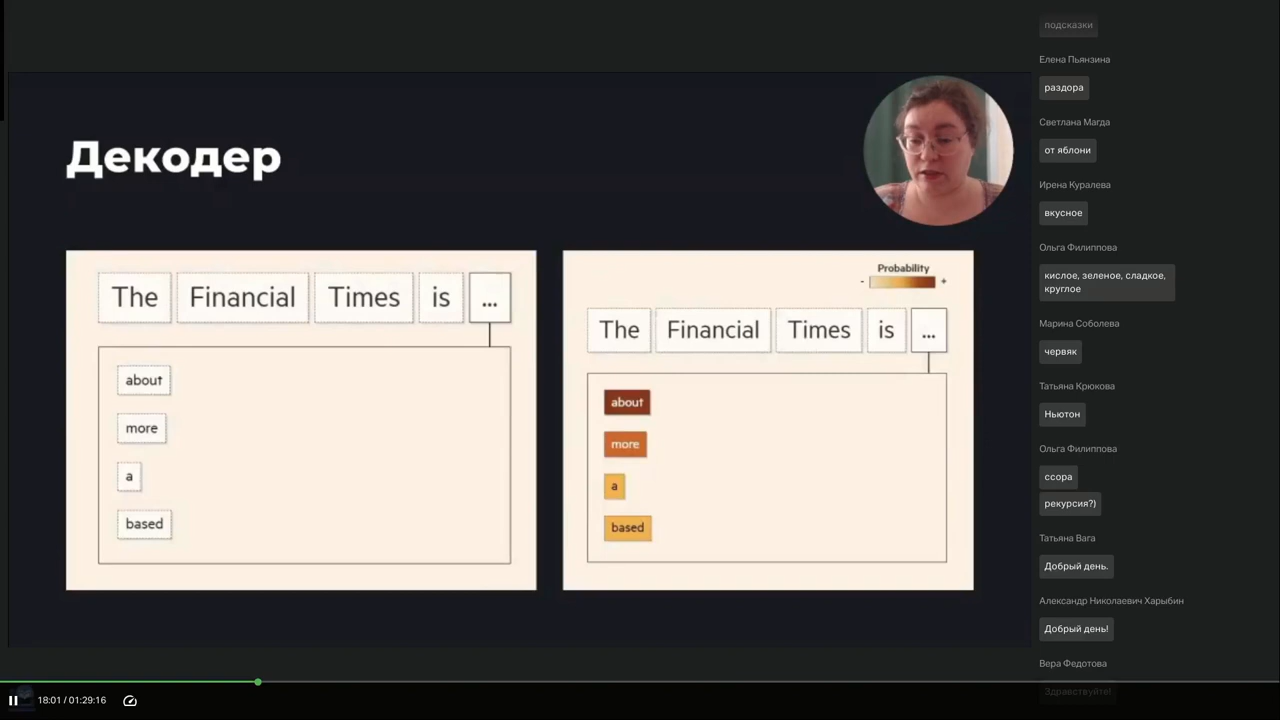 Декодер
The Financial Times is ...
about
more
a
based
Probability
- +
The Financial Times is ...
about
more
a
based
подсказки
Елена Пьянзина
раздора
Светлана Магда
от яблони
Ирена Куралева
вкусное
Ольга Филиппова
кислое, зеленое, сладкое,
круглое
Марина Соболева
червяк
Татьяна Крюкова
Ньютон
Ольга Филиппова
ссора
рекурсия?)
Татьяна Вага
Добрый день.
Александр Николаевич Харыбин
Добрый день!
Вера Федотова
Здравствуйте!
18:01 / 01:29:16